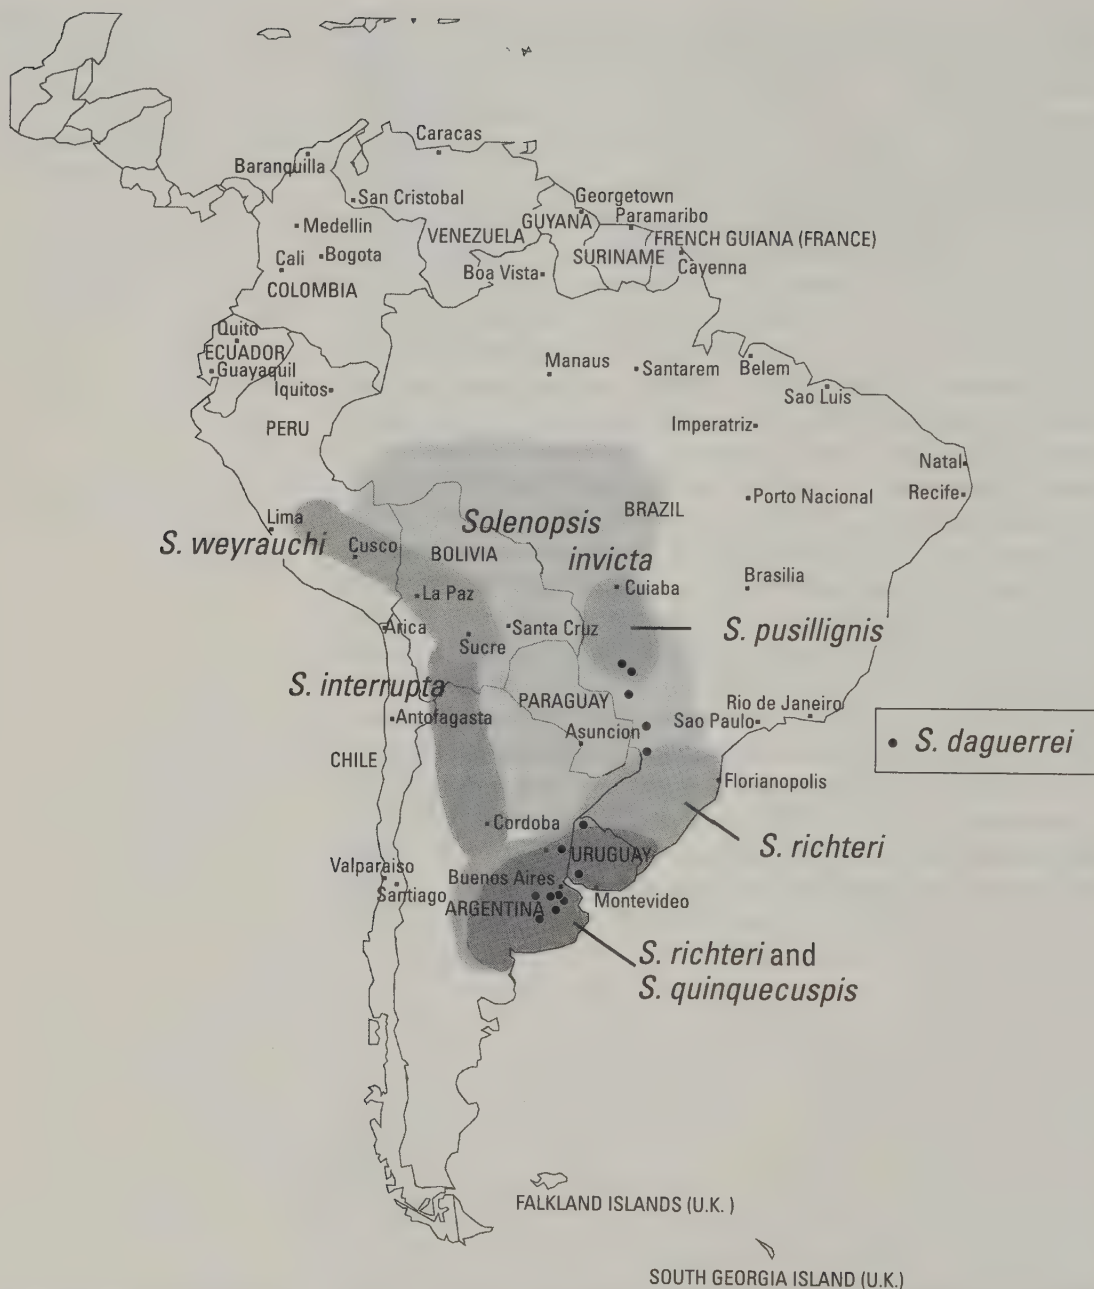 Caracas
Baranquilla
San Cristobal
Georgetown
Medellin
GUYANA
Paramaribo
VENEZUELA
FRENCH GUIANA (FRANCE)
Cali
Bogota
SURINAME
Boa Vista
Cayenna
COLOMBIA
Quito
ECUADOR
Guayaquil
Manaus
Santarem
Belem
Iquitos
Sao Luis
PERU
Imperatriz
Natal
Porto Nacional
Recife
Lima
BRAZIL
Solenopsis
invicta
S. weyrauchi
Cusco
BOLIVIA
Brasilia
Cuiaba
La Paz
Arica
Santa Cruz
S. pusillignis
Sucre
S. interrupta
PARAGUAY
Rio de Janeiro
Antofagasta
Sao Paulo
Asuncion
S. daguerrei
CHILE
Florianopolis
Cordoba
S. richteri
URUGUAY
Valparaiso
Buenos Aires
Santiago
Montevideo
ARGENTINA
S. richteri and
S. quinquecuspis
FALKLAND ISLANDS (U.K. )
SOUTH GEORGIA ISLAND (U.K.)